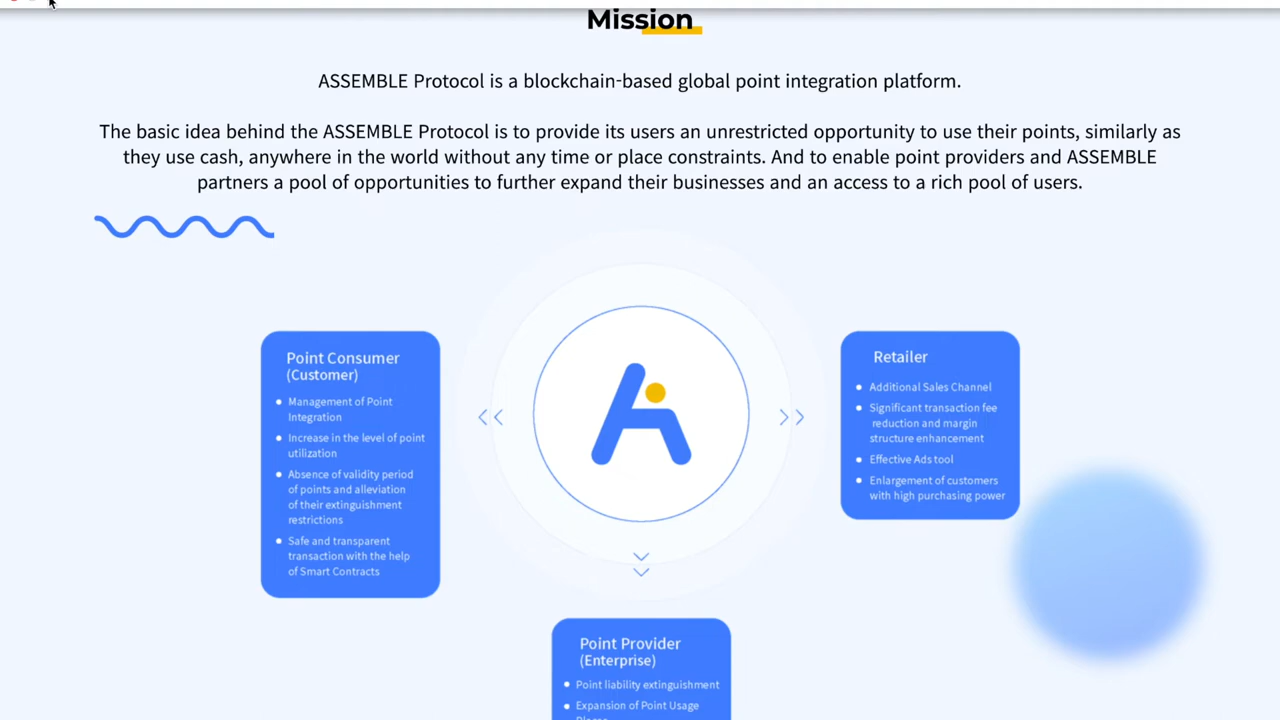 Mission
ASSEMBLE Protocol is a blockchain-based global point integration platform.
The basic idea behind the ASSEMBLE Protocol is to provide its users an unrestricted opportunity to use their points, similarly as
they use cash, anywhere in the world without any time or place constraints. And to enable point providers and ASSEMBLE
partners a pool of opportunities to further expand their businesses and an access to a rich pool of users.
Point Consumer
(Customer)
Management of Point
Integration
Increase in the level of point
utilization
Absence of validity period
of points and alleviation
of their extinguishment
restrictions
Safe and transparent
transaction with the help
of Smart Contracts
Retailer
Additional Sales Channel
Significant transaction fee
reduction and margin
structure enhancement
Effective Ads tool
Enlargement of customers
with high purchasing power
Point Provider
(Enterprise)
Point liability extinguishment
Expansion of Point Usage